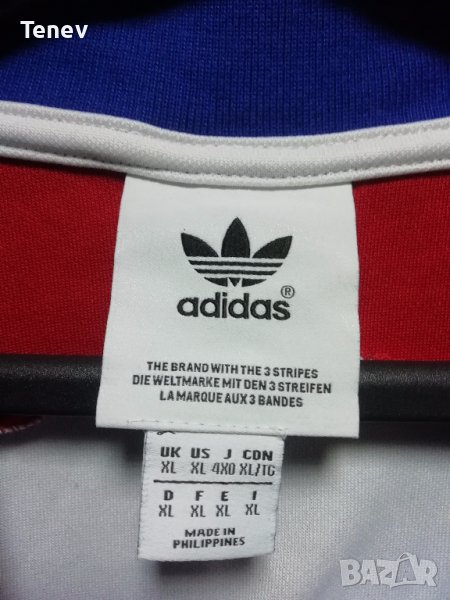 Tenev
adidas®
THE BRAND WITH THE 3 STRIPES
DIE WELTMARKE MIT DEN 3 STREIFEN
LA MARQUE AUX 3 BANDES
UK US J CDN
XL XL 4XO XL/TG
D F E I
XL XL XL XL
MADE IN
PHILIPPINES
BAZAR